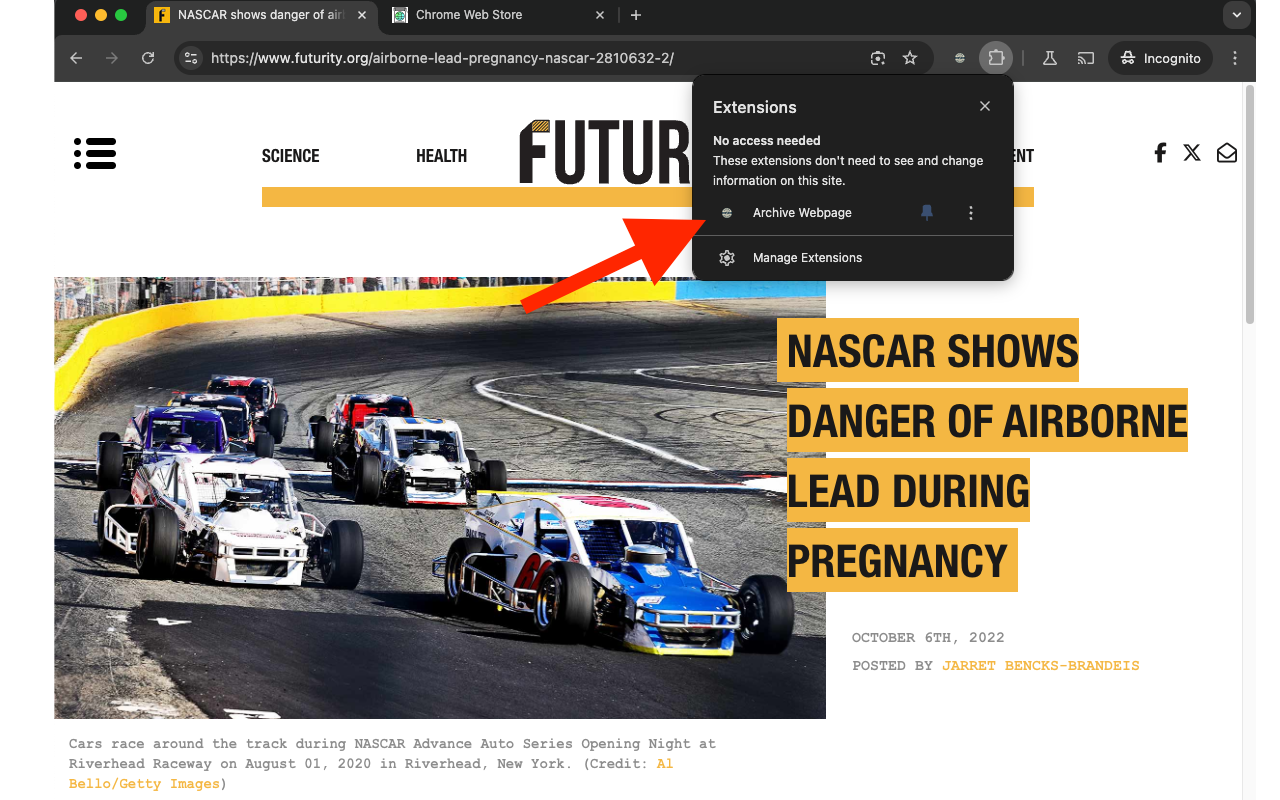 NASCAR shows danger of air
Chrome Web Store
https://www.futurity.org/airborne-lead-pregnancy-nascar-2810632-2/
Incognito
Extensions
No access needed
These extensions don't need to see and change
information on this site.
Archive Webpage
Manage Extensions
SCIENCE
HEALTH
FUTUR
ENT
NASCAR SHOWS
DANGER OF AIRBORNE
LEAD DURING
PREGNANCY
OCTOBER 6TH, 2022
POSTED BY JARRET BENCKS-BRANDEIS
Cars race around the track during NASCAR Advance Auto Series Opening Night at
Riverhead Raceway on August 01, 2020 in Riverhead, New York. (Credit: Al
Bello/Getty Images)